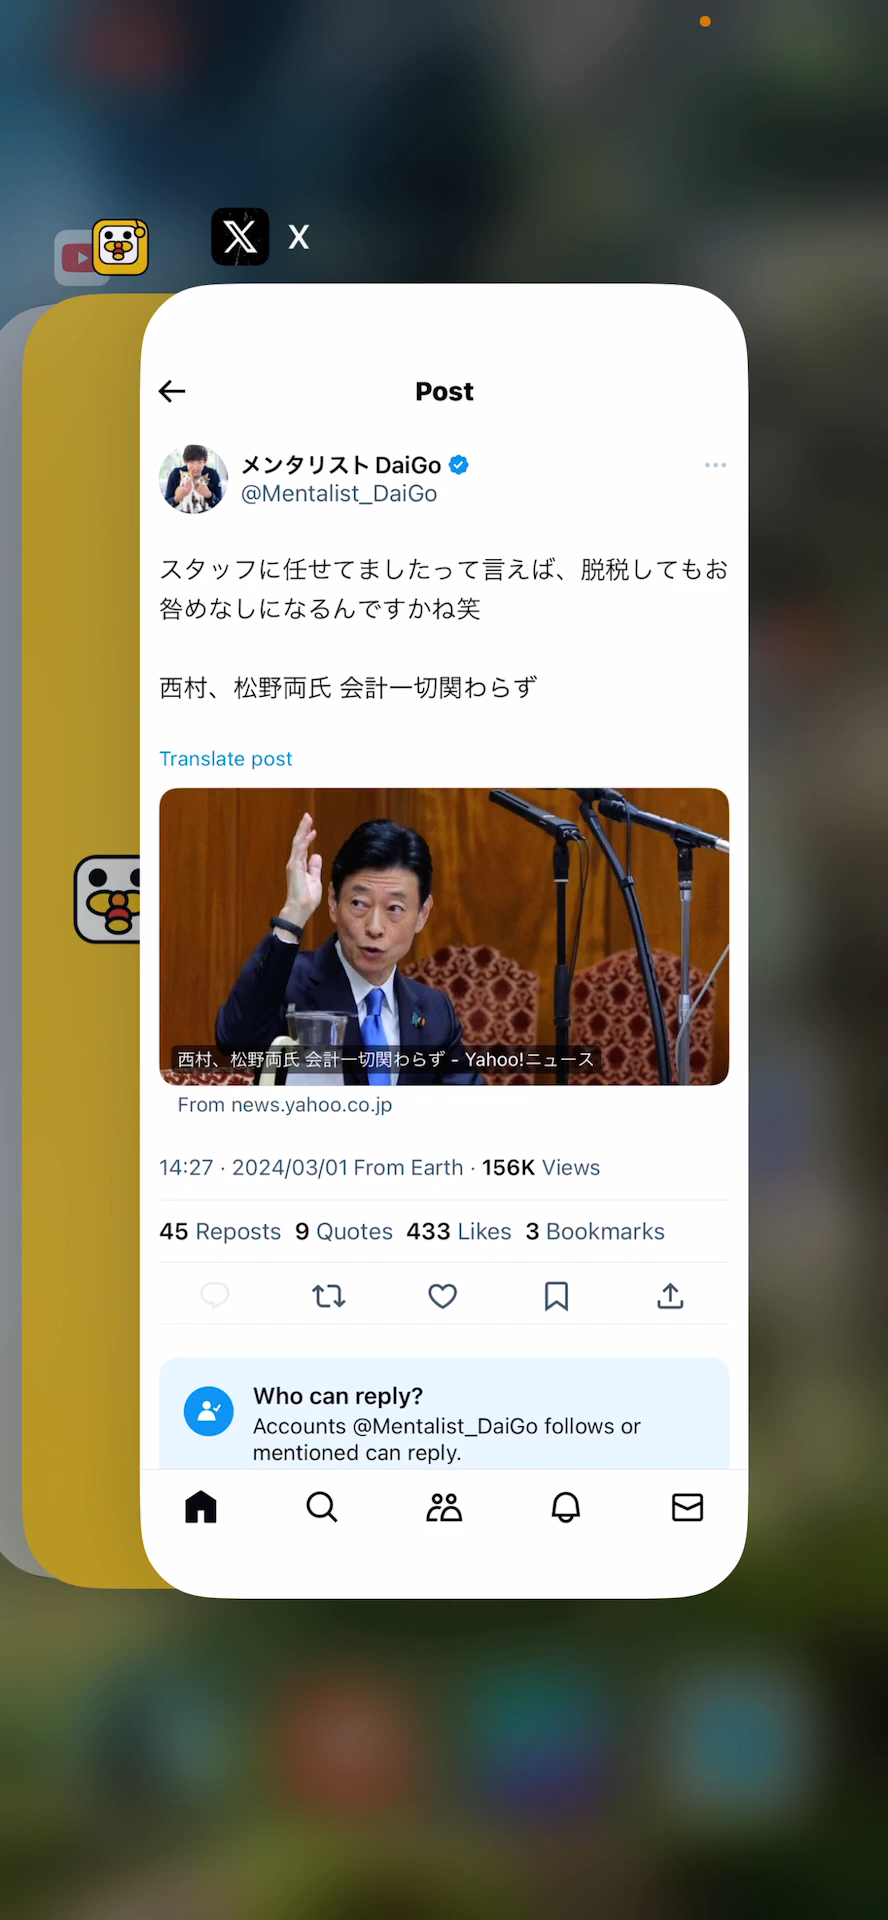 X
Post
メンタリスト DaiGo
@Mentalist_DaiGo
スタッフに任せてましたって言えば、脱税してもお
咎めなしになるんですかね笑
西村、松野両氏 会計一切関わらず
Translate post
西村、松野両氏 会計一切関わらず - Yahoo!ニュース
From news.yahoo.co.jp
14:27 · 2024/03/01 From Earth · 156K Views
45 Reposts 9 Quotes 433 Likes 3 Bookmarks
Who can reply?
Accounts @Mentalist_DaiGo follows or
mentioned can reply.